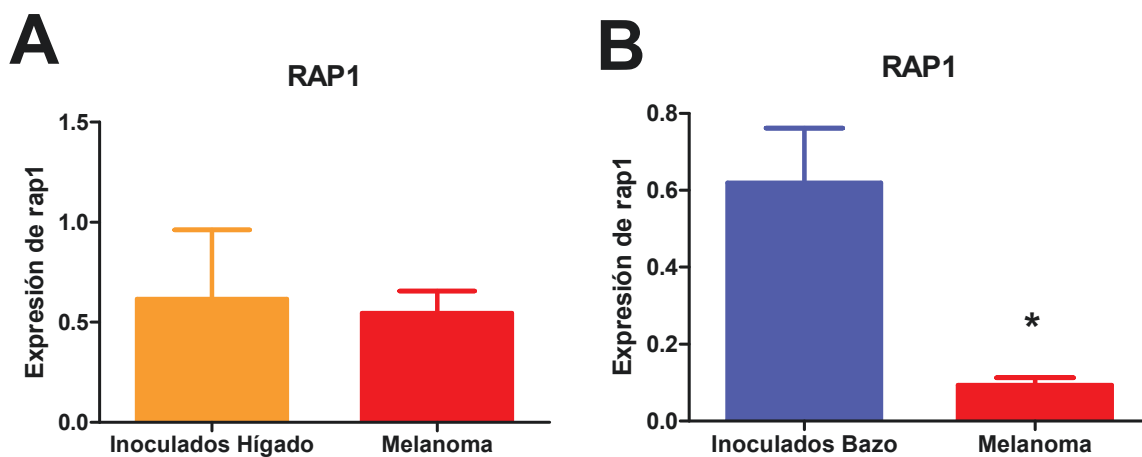 A
RAP1
Expresión de rap1
1.5
1.0
0.5
0.0
Inoculados Hígado
Melanoma
B
RAP1
Expresión de rap1
0.8
0.6
0.4
0.2
0.0
*
Inoculados Bazo
Melanoma